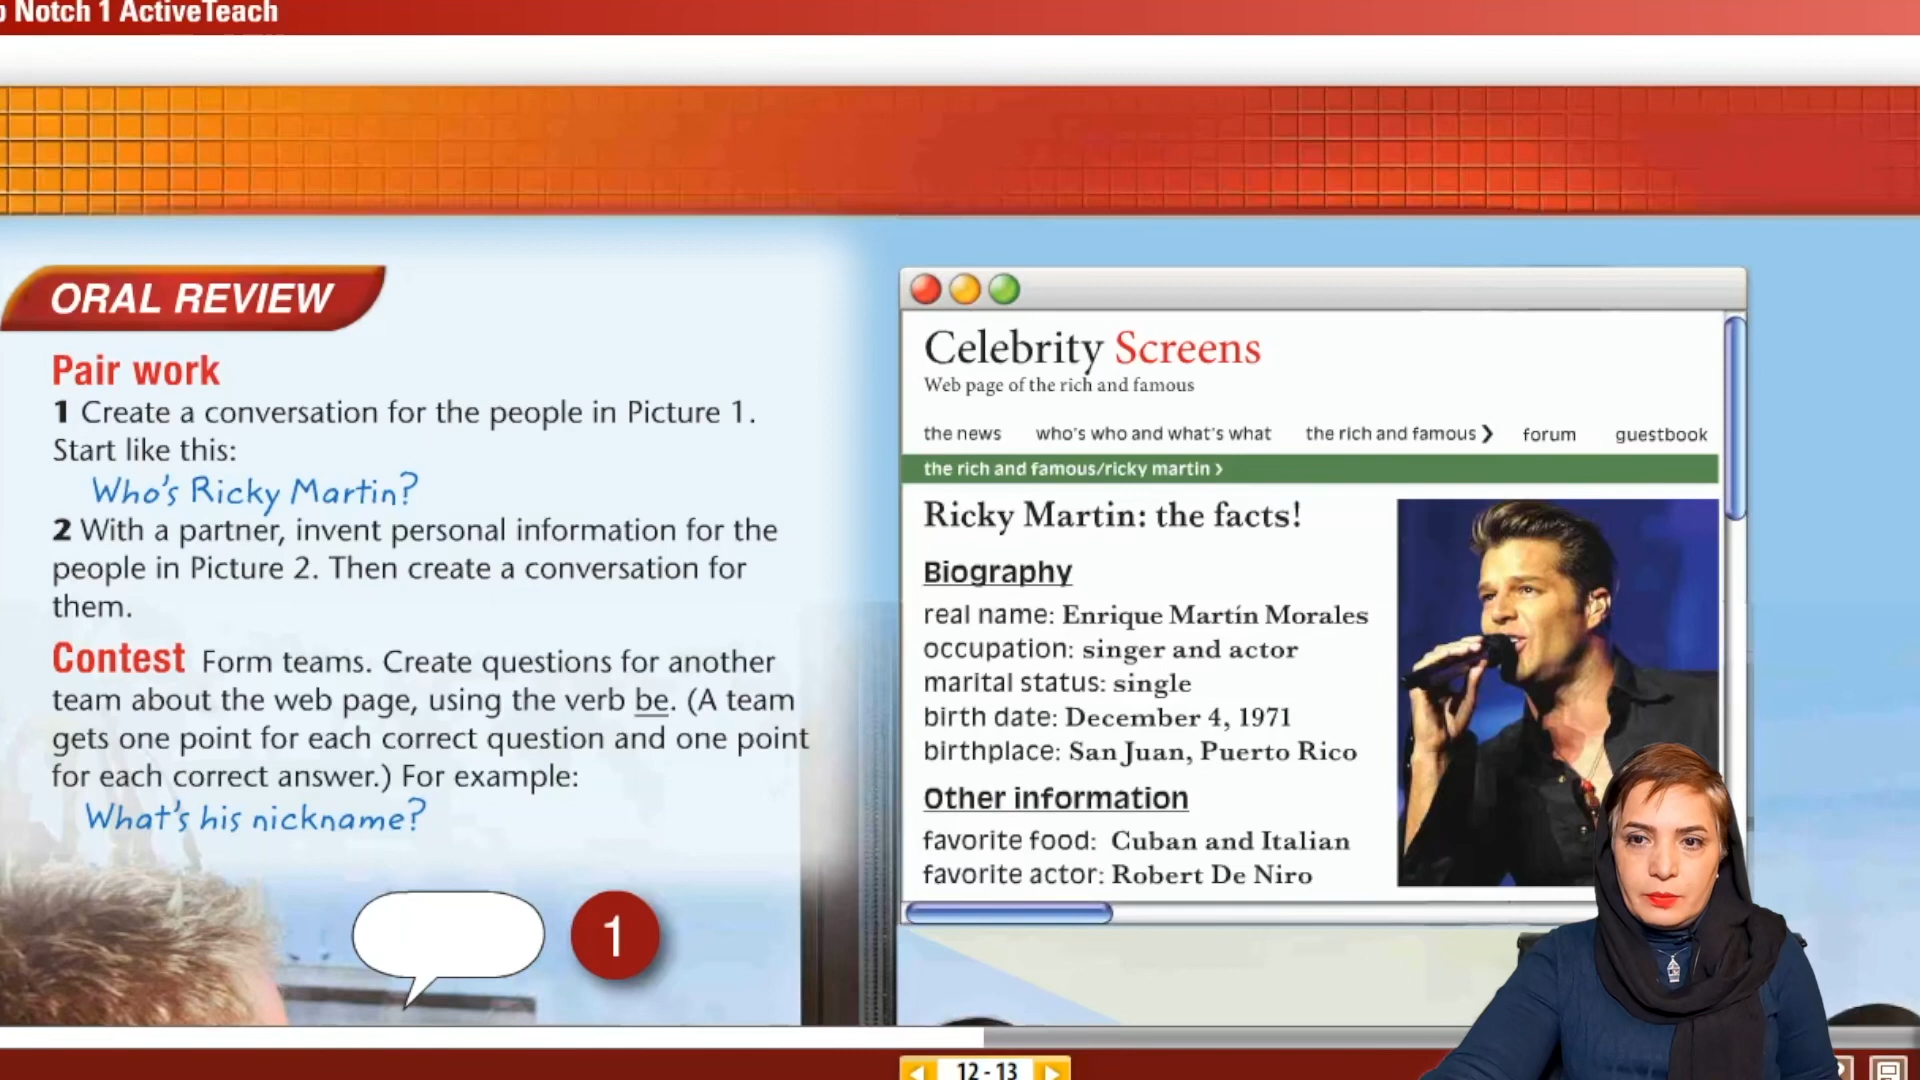 Notch 1 ActiveTeach
ORAL REVIEW
Pair work
1 Create a conversation for the people in Picture 1.
Start like this:
Who's Ricky Martin?
2 With a partner, invent personal information for the
people in Picture 2. Then create a conversation for
them.
Contest Form teams. Create questions for another
team about the web page, using the verb be. (A team
gets one point for each correct question and one point
for each correct answer.) For example:
What's his nickname?
1
Celebrity Screens
Web page of the rich and famous
the news who's who and what's what the rich and famous ❯ forum guestbook
the rich and famous/ricky martin ›
Ricky Martin: the facts!
Biography
real name: Enrique Martín Morales
occupation: singer and actor
marital status: single
birth date: December 4, 1971
birthplace: San Juan, Puerto Rico
Other information
favorite food: Cuban and Italian
favorite actor: Robert De Niro
12 - 13